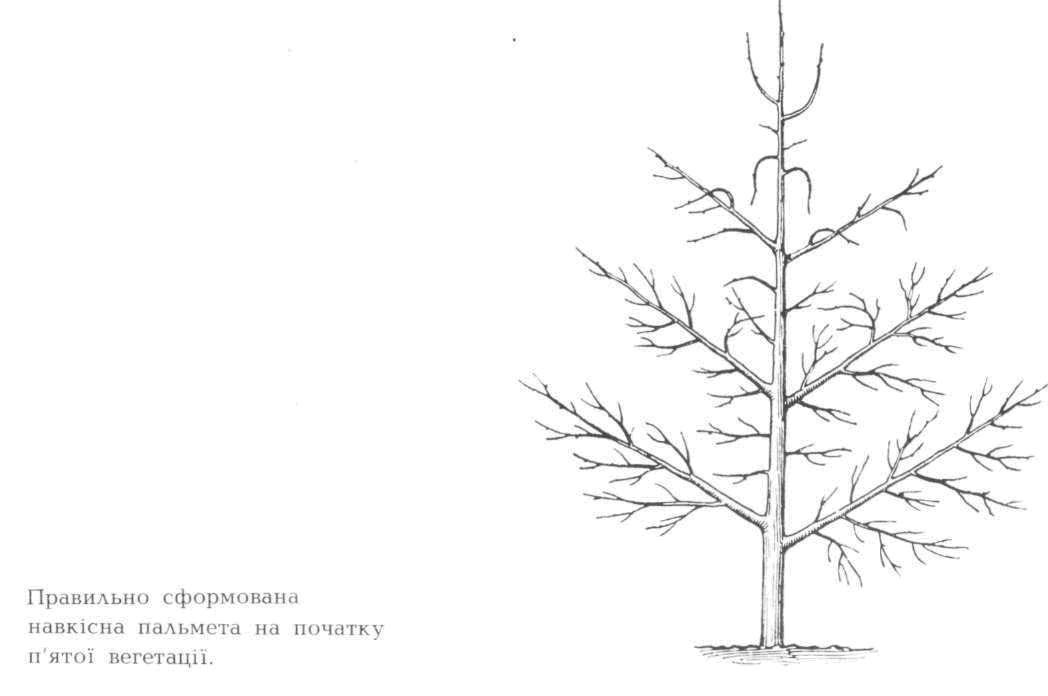 Правильно сформована
навкісна пальмета на початку
п'ятої вегетації.